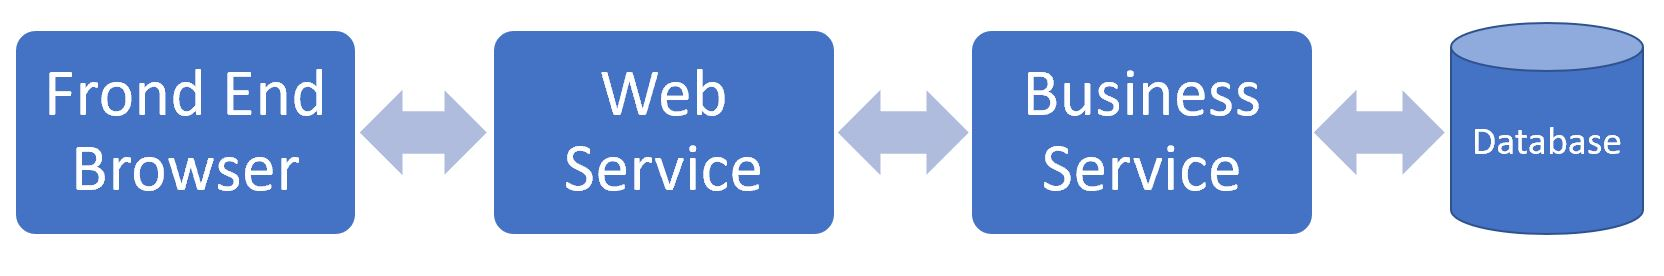 Frond End
Browser
Web
Service
Business
Service
Database